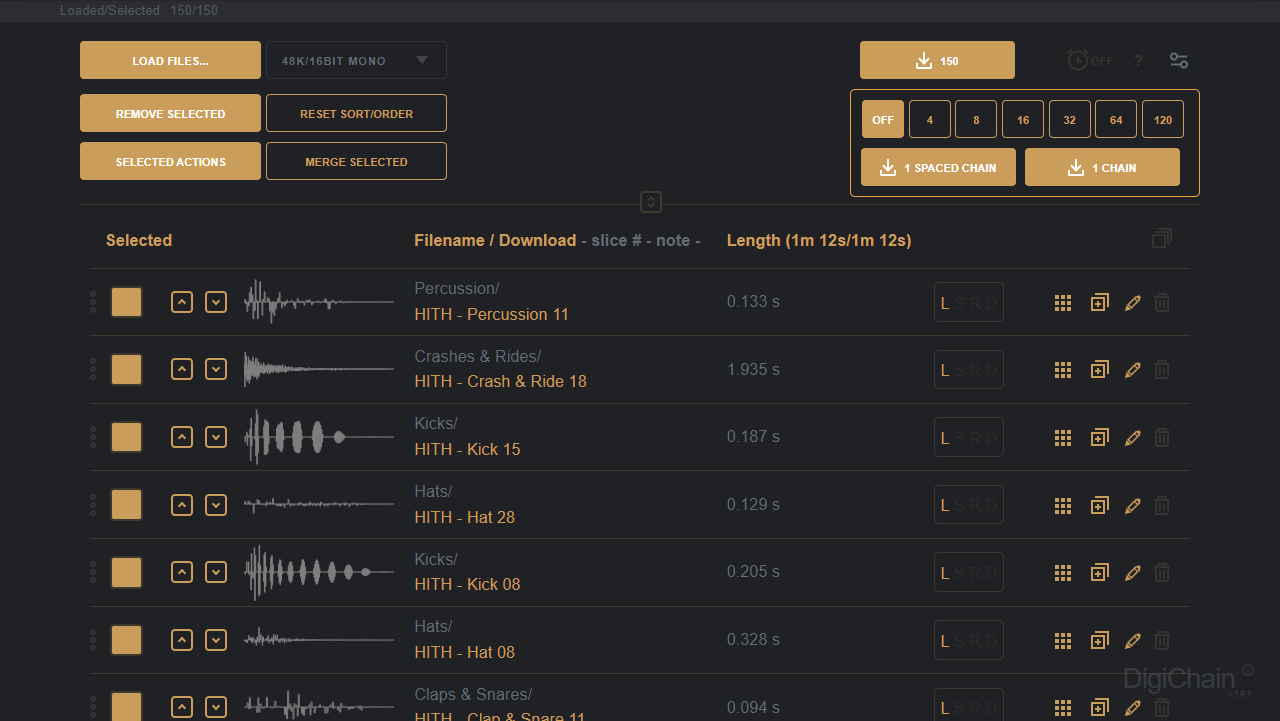 Loaded/Selected 150/150
LOAD FILES... 48K/16BIT MONO 150 OFF ?
REMOVE SELECTED RESET SORT/ORDER OFF 4 8 16 32 64 120
SELECTED ACTIONS MERGE SELECTED 1 SPACED CHAIN 1 CHAIN
Selected Filename / Download - slice # - note - Length (1m 12s/1m 12s)
Percussion/
HITH - Percussion 11 0.133 s L S R D
Crashes & Rides/
HITH - Crash & Ride 18 1.935 s L S R D
Kicks/
HITH - Kick 15 0.187 s L S R D
Hats/
HITH - Hat 28 0.129 s L S R D
Kicks/
HITH - Kick 08 0.205 s L S R D
Hats/
HITH - Hat 08 0.328 s L S R D
Claps & Snares/
HITH - Clap & Snare 11 0.094 s L S R D
DigiChain
v1.4.1